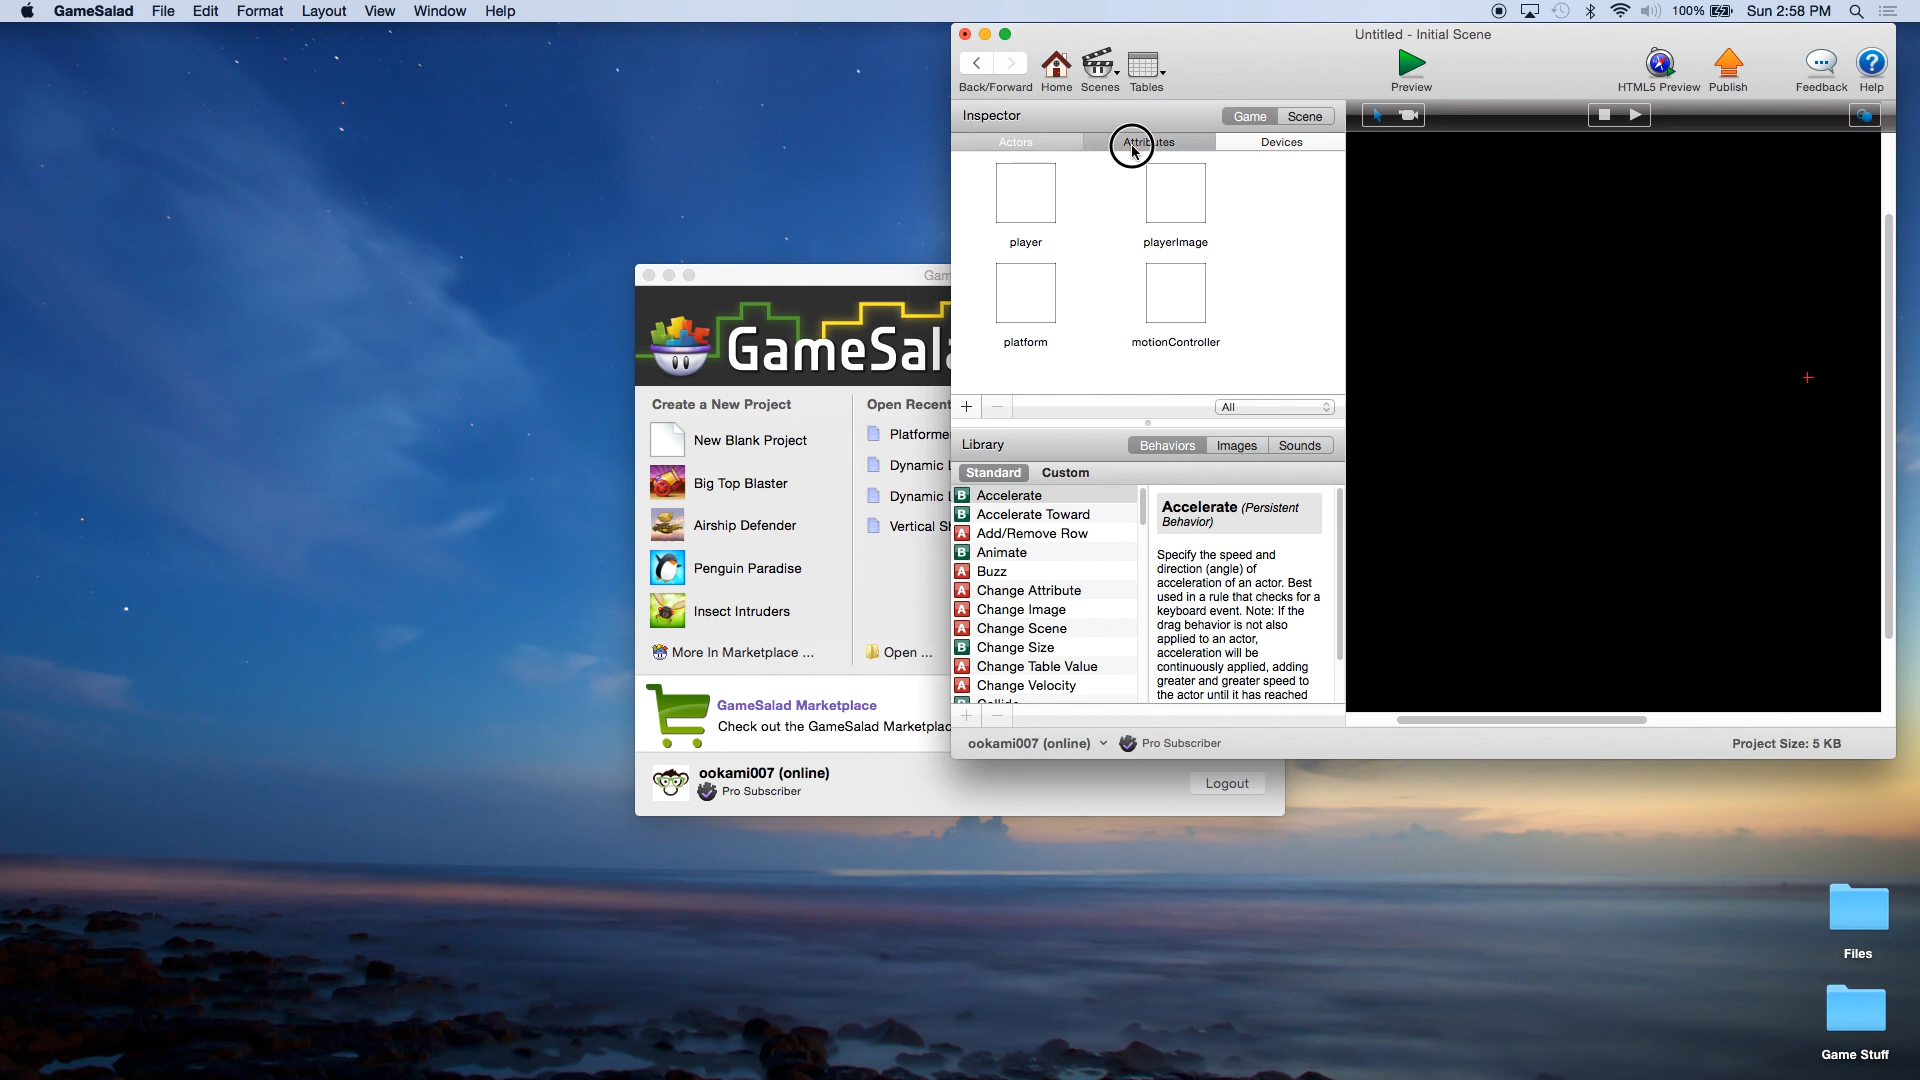 GameSalad File Edit Format Layout View Window Help
100% Sun 2:58 PM
Untitled - Initial Scene
Back/Forward Home Scenes Tables Preview HTML5 Preview Publish Feedback Help
Inspector Game Scene
Actors Attributes Devices
player playerImage
platform motionController
All
Library Behaviors Images Sounds
Standard Custom
B Accelerate
B Accelerate Toward
A Add/Remove Row
B Animate
A Buzz
A Change Attribute
A Change Image
A Change Scene
B Change Size
A Change Table Value
A Change Velocity
Accelerate (Persistent
Behavior)
Specify the speed and
direction (angle) of
acceleration of an actor. Best
used in a rule that checks for a
keyboard event. Note: If the
drag behavior is not also
applied to an actor,
acceleration will be
continuously applied, adding
greater and greater speed to
the actor until it has reached
ookami007 (online) Pro Subscriber Project Size: 5 KB
Create a New Project
New Blank Project
Big Top Blaster
Airship Defender
Penguin Paradise
Insect Intruders
More In Marketplace ...
Open Recent
Dynamic
Dynamic
Vertical
Open ...
GameSalad Marketplace
Check out the GameSalad
ookami007 (online)
Pro Subscriber
Logout
Files
Game Stuff